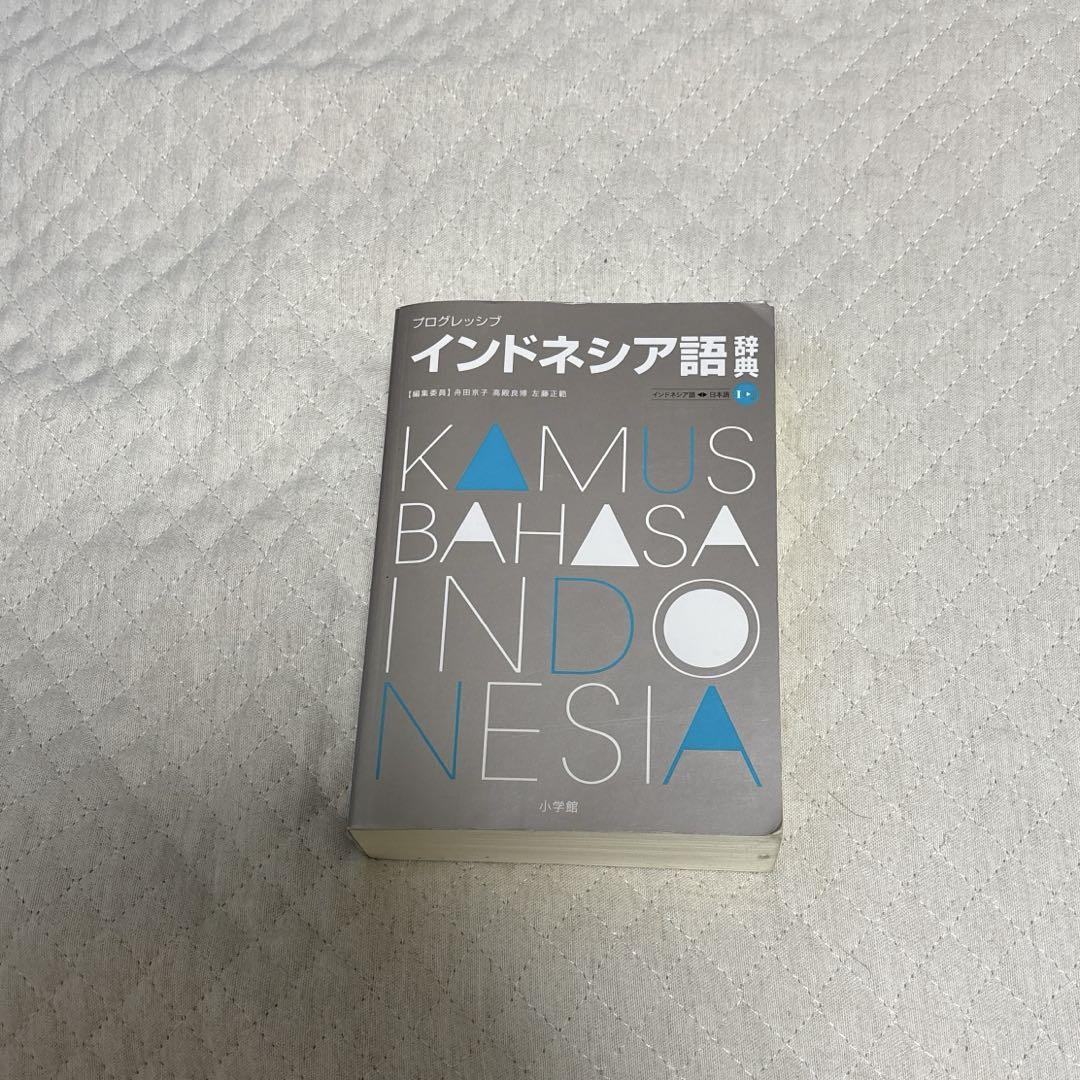 プログレッシブ
インドネシア語辞典
【編集委員】舟田京子 高殿良博 左藤正範
インドネシア語 ◀▶ 日本語
KAMUS
BAHASA
INDO
NESIA
小学館